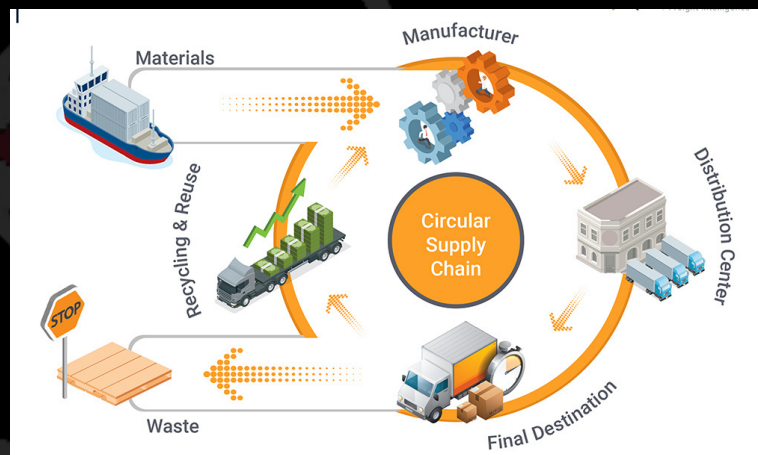 Materials
Manufacturer
Distribution Center
Recycling & Reuse
Circular
Supply
Chain
STOP
Waste
Final Destination